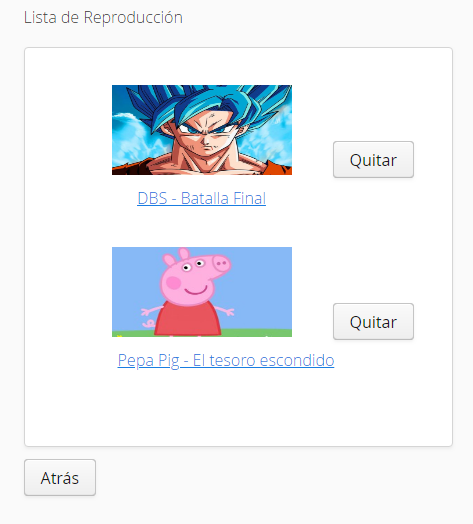 Lista de Reproducción
Quitar
DBS - Batalla Final
Quitar
Pepa Pig - El tesoro escondido
Atrás